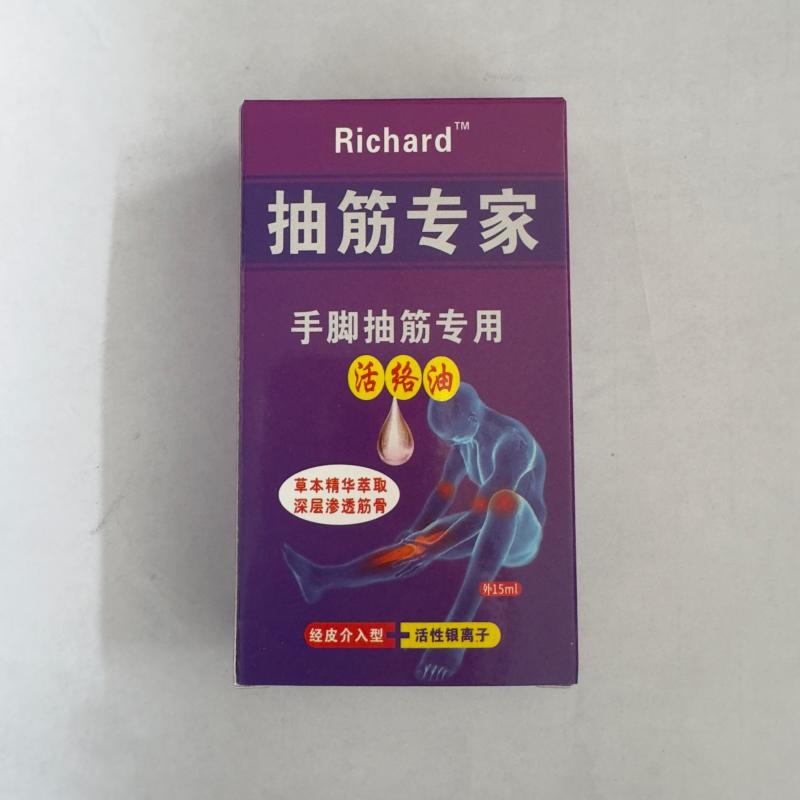 Richard™
抽筋专家
手脚抽筋专用
活络油
草本精华萃取
深层渗透筋骨
外15ml
经皮介入型+活性银离子